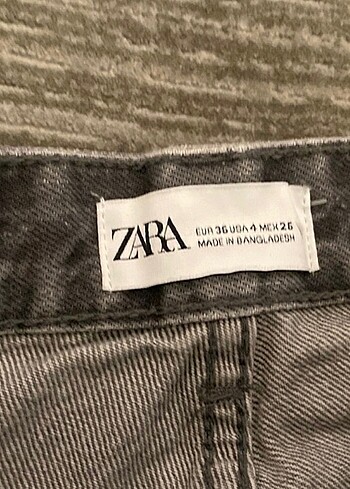 ZARA
EUR 36 USA 4 MEX 26
MADE IN BANGLADESH